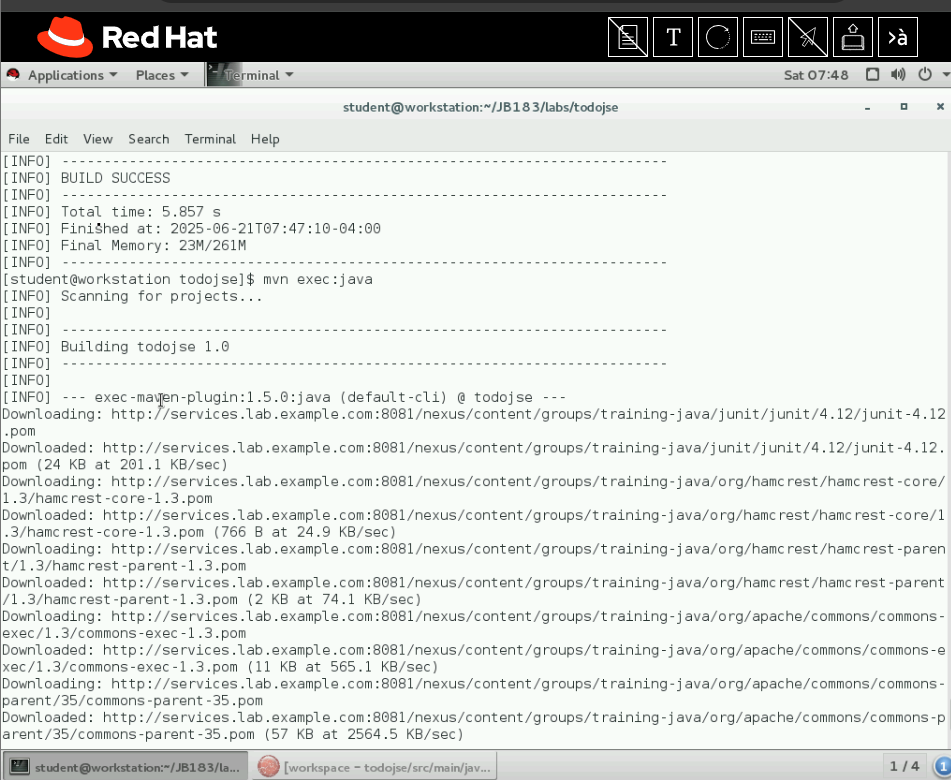 Red Hat
T
›à
Applications Places Terminal Sat 07:48
student@workstation:~/JB183/labs/todojse
File Edit View Search Terminal Help
[INFO] ------------------------------------------------------------------------
[INFO] BUILD SUCCESS
[INFO] ------------------------------------------------------------------------
[INFO] Total time: 5.857 s
[INFO] Finished at: 2025-06-21T07:47:10-04:00
[INFO] Final Memory: 23M/261M
[INFO] ------------------------------------------------------------------------
[student@workstation todojse]$ mvn exec:java
[INFO] Scanning for projects...
[INFO]
[INFO] ------------------------------------------------------------------------
[INFO] Building todojse 1.0
[INFO] ------------------------------------------------------------------------
[INFO]
[INFO] --- exec-maven-plugin:1.5.0:java (default-cli) @ todojse ---
Downloading: http://services.lab.example.com:8081/nexus/content/groups/training-java/junit/junit/4.12/junit-4.12
.pom
Downloaded: http://services.lab.example.com:8081/nexus/content/groups/training-java/junit/junit/4.12/junit-4.12.
pom (24 KB at 201.1 KB/sec)
Downloading: http://services.lab.example.com:8081/nexus/content/groups/training-java/org/hamcrest/hamcrest-core/
1.3/hamcrest-core-1.3.pom
Downloaded: http://services.lab.example.com:8081/nexus/content/groups/training-java/org/hamcrest/hamcrest-core/1
.3/hamcrest-core-1.3.pom (766 B at 24.9 KB/sec)
Downloading: http://services.lab.example.com:8081/nexus/content/groups/training-java/org/hamcrest/hamcrest-paren
t/1.3/hamcrest-parent-1.3.pom
Downloaded: http://services.lab.example.com:8081/nexus/content/groups/training-java/org/hamcrest/hamcrest-parent
/1.3/hamcrest-parent-1.3.pom (2 KB at 74.1 KB/sec)
Downloading: http://services.lab.example.com:8081/nexus/content/groups/training-java/org/apache/commons/commons-
exec/1.3/commons-exec-1.3.pom
Downloaded: http://services.lab.example.com:8081/nexus/content/groups/training-java/org/apache/commons/commons-e
xec/1.3/commons-exec-1.3.pom (11 KB at 565.1 KB/sec)
Downloading: http://services.lab.example.com:8081/nexus/content/groups/training-java/org/apache/commons/commons-
parent/35/commons-parent-35.pom
Downloaded: http://services.lab.example.com:8081/nexus/content/groups/training-java/org/apache/commons/commons-p
arent/35/commons-parent-35.pom (57 KB at 2564.5 KB/sec)
student@workstation:~/JB183/la... [workspace - todojse/src/main/jav... 1 / 4 1